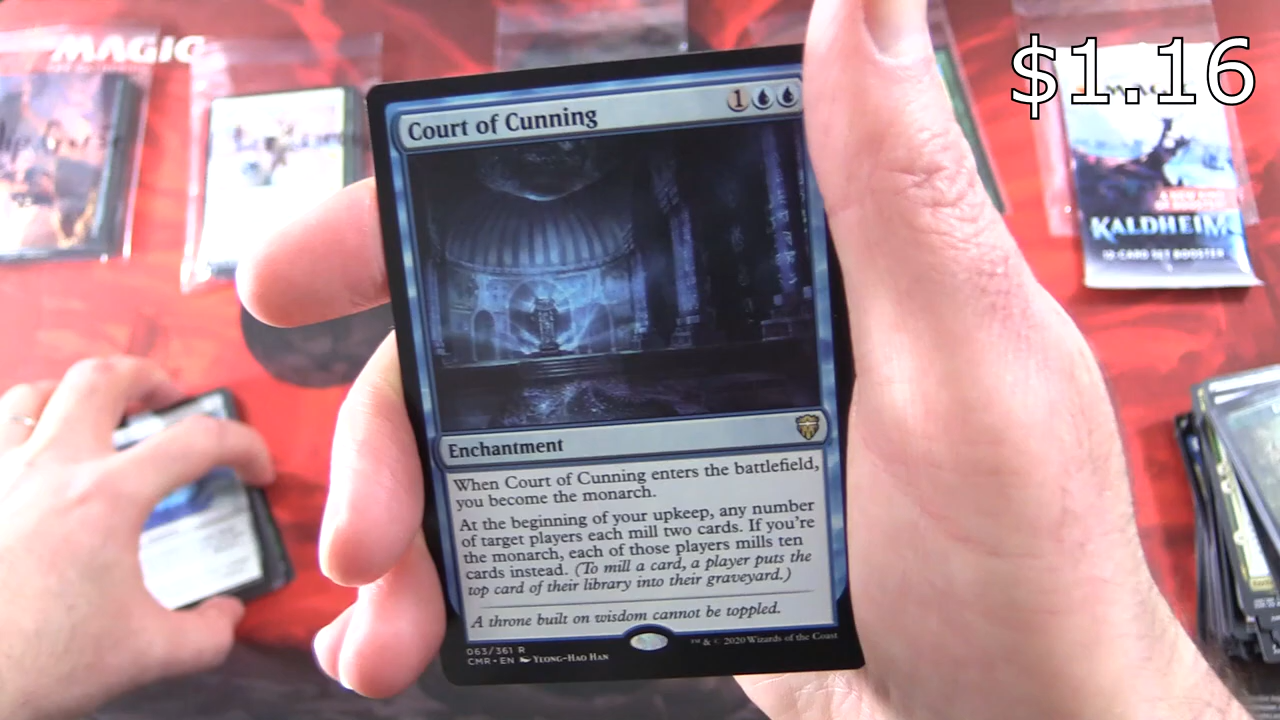 MAGIC
$1.16
Court of Cunning
1
KALDHEIM
12-CARD SET BOOSTER
Enchantment
When Court of Cunning enters the battlefield,
you become the monarch.
At the beginning of your upkeep, any number
of target players each mill two cards. If you're
the monarch, each of those players mills ten
cards instead. (To mill a card, a player puts the
top card of their library into their graveyard.)
A throne built on wisdom cannot be toppled.
063/361 R
CMR • EN Yeong-Hao Han
™ & © 2020 Wizards of the Coast